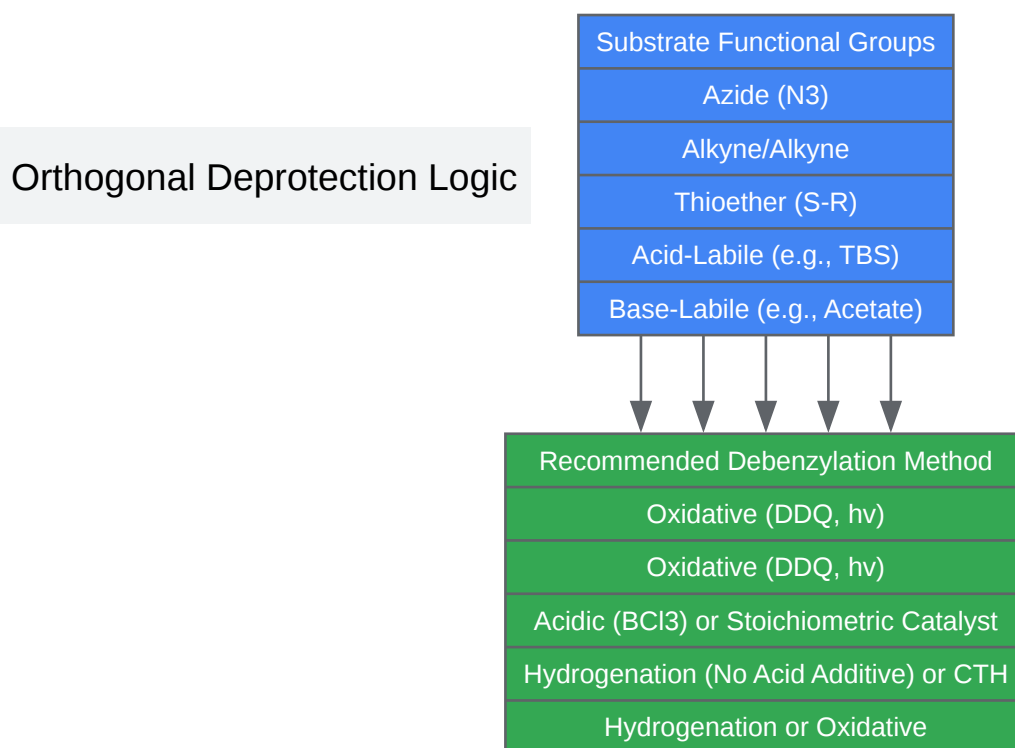 Orthogonal Deprotection Logic
Substrate Functional Groups
Azide (N3)
Alkyne/Alkyne
Thioether (S-R)
Acid-Labile (e.g., TBS)
Base-Labile (e.g., Acetate)
Recommended Debenzylation Method
Oxidative (DDQ, hv)
Oxidative (DDQ, hv)
Acidic (BCl3) or Stoichiometric Catalyst
Hydrogenation (No Acid Additive) or CTH
Hydrogenation or Oxidative